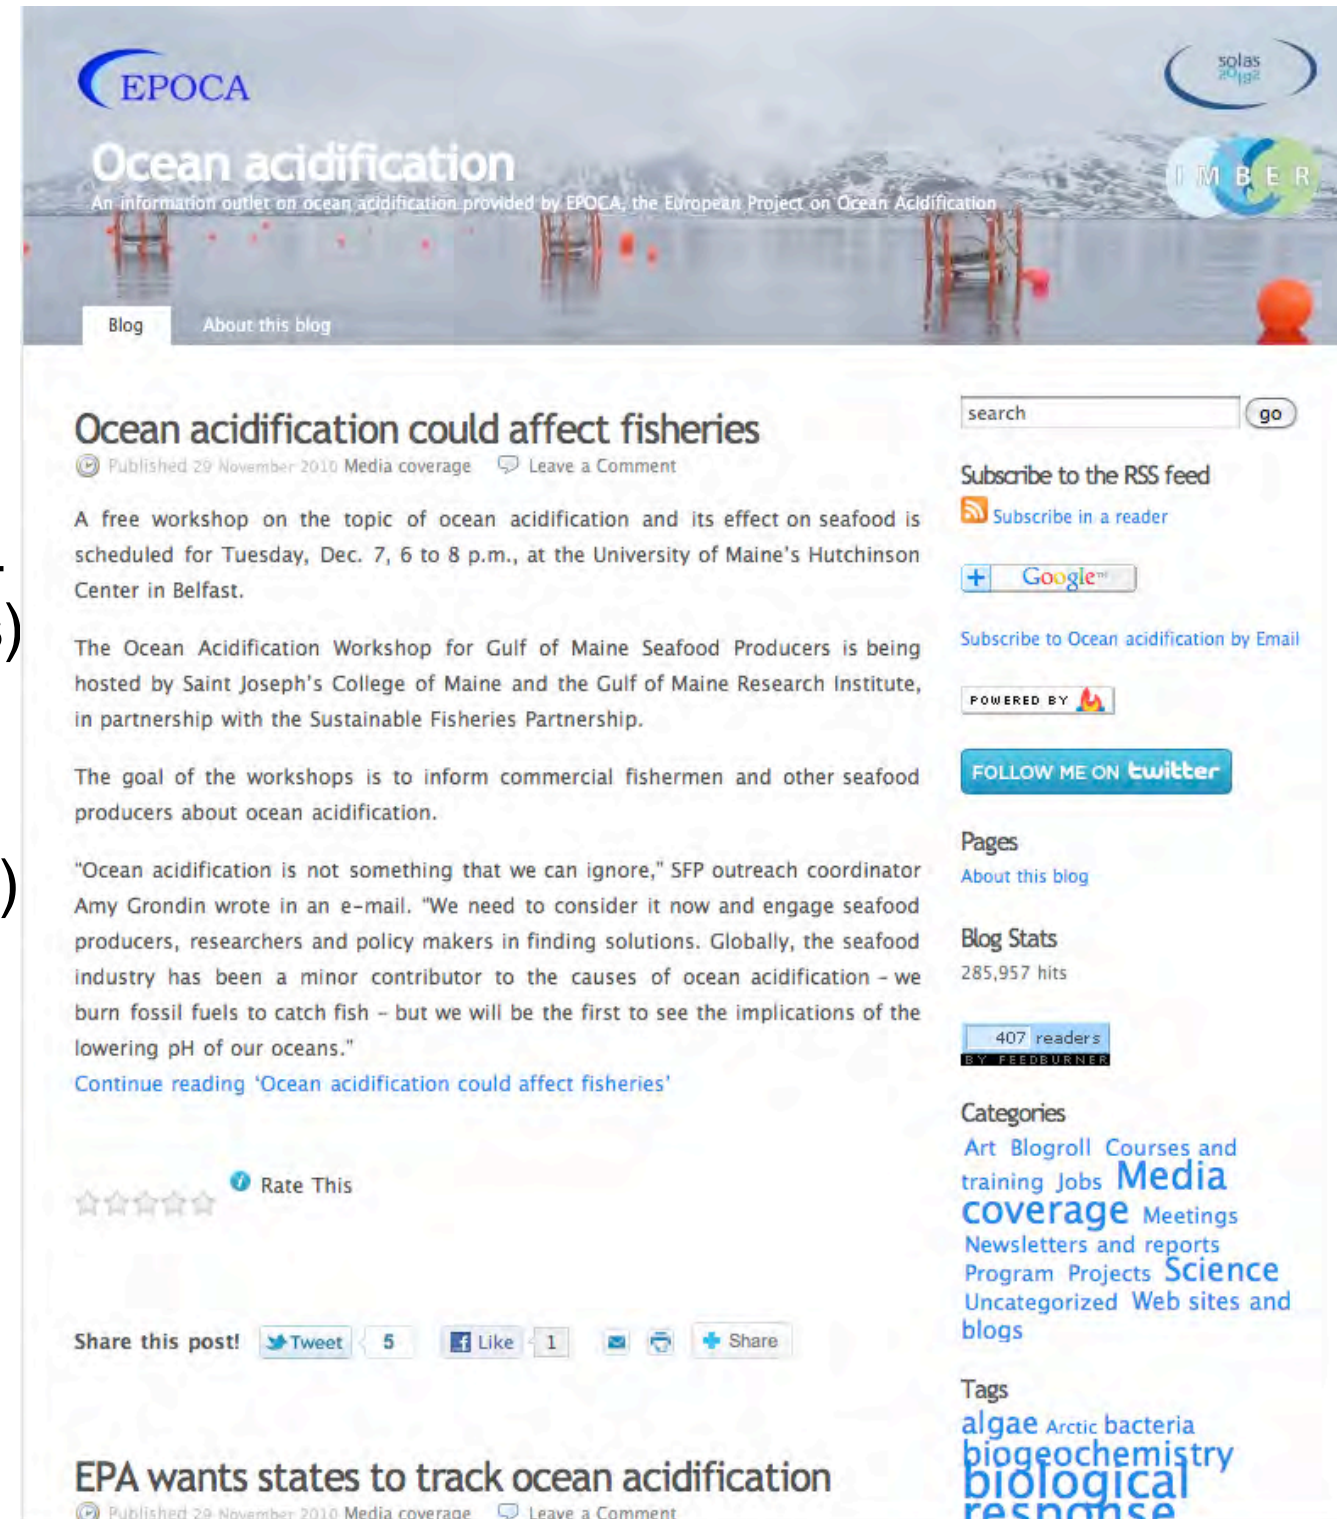 EPOCA
solas
Ocean acidification
IMBER
An information outlet on ocean acidification provided by EPOCA, the European Project on Ocean Acidification
Blog
About this blog
Ocean acidification could affect fisheries
Published 29 November 2010 Media coverage Leave a Comment
A free workshop on the topic of ocean acidification and its effect on seafood is
scheduled for Tuesday, Dec. 7, 6 to 8 p.m., at the University of Maine's Hutchinson
Center in Belfast.
The Ocean Acidification Workshop for Gulf of Maine Seafood Producers is being
hosted by Saint Joseph's College of Maine and the Gulf of Maine Research Institute,
in partnership with the Sustainable Fisheries Partnership.
The goal of the workshops is to inform commercial fishermen and other seafood
producers about ocean acidification.
"Ocean acidification is not something that we can ignore," SFP outreach coordinator
Amy Grondin wrote in an e-mail. "We need to consider it now and engage seafood
producers, researchers and policy makers in finding solutions. Globally, the seafood
industry has been a minor contributor to the causes of ocean acidification – we
burn fossil fuels to catch fish – but we will be the first to see the implications of the
lowering pH of our oceans."
Continue reading 'Ocean acidification could affect fisheries'
Rate This
Share this post! Tweet 5 Like 1 Share
EPA wants states to track ocean acidification
Published 29 November 2010 Media coverage Leave a Comment
search go
Subscribe to the RSS feed
Subscribe in a reader
+ Google™
Subscribe to Ocean acidification by Email
POWERED BY
FOLLOW ME ON twitter
Pages
About this blog
Blog Stats
285,957 hits
407 readers
BY FEEDBURNER
Categories
Art Blogroll Courses and
training Jobs Media
coverage Meetings
Newsletters and reports
Program Projects Science
Uncategorized Web sites and
blogs
Tags
algae Arctic bacteria
biogeochemistry
biological
response